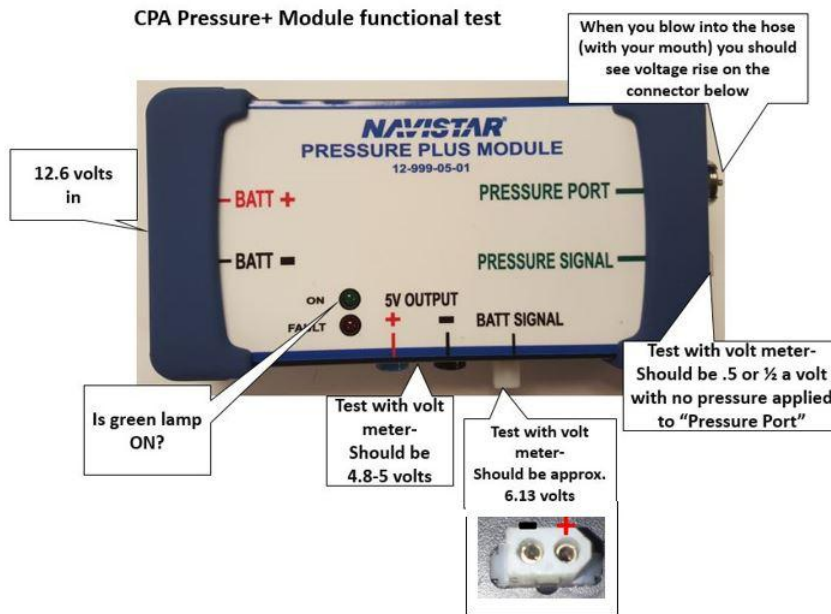 CPA Pressure+ Module functional test
When you blow into the hose
(with your mouth) you should
see voltage rise on the
connector below
12.6 volts
in
NAVISTAR®
PRESSURE PLUS MODULE
12-999-05-01
BATT +
PRESSURE PORT
BATT -
PRESSURE SIGNAL
ON
5V OUTPUT
FAULT
+
-
BATT SIGNAL
Is green lamp
ON?
Test with volt
meter-
Should be
4.8-5 volts
Test with volt
meter-
Should be approx.
6.13 volts
Test with volt meter-
Should be .5 or ½ a volt
with no pressure applied
to “Pressure Port”
-
+